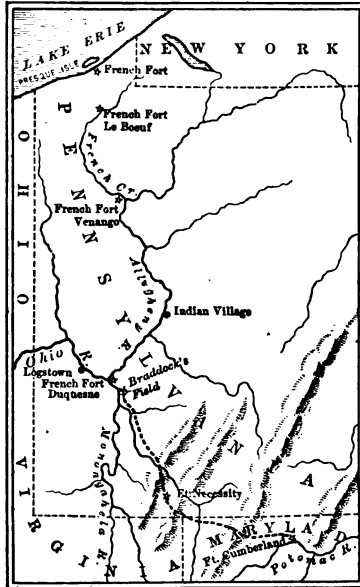 LAKE ERIE
NEW YORK
PRESQUE ISLE
French Fort
French Fort
Le Boeuf
French Cr.
French Fort
Venango
PENNSYLVANIA
OHIO
Allegheny R.
Indian Village
Ohio R.
Logstown
French Fort
Duquesne
Braddock's
Field
Monongahela R.
Ft. Necessity
MARYLAND
Ft. Cumberland
Potomac R.
VIRGINIA